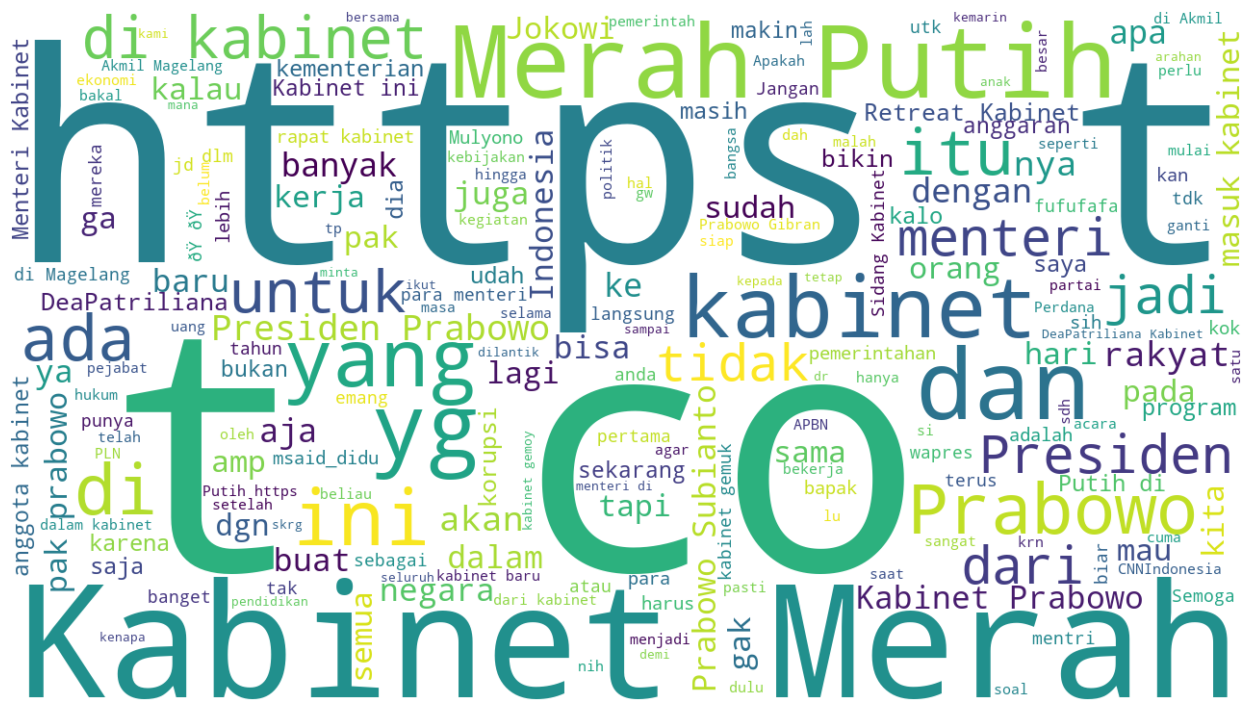 https t
t co
Kabinet Merah
Merah Putih
di kabinet
kabinet
yang
yg
dan
ini
itu
di
ada
untuk
menteri
jadi
Prabowo
Presiden
dari
tidak
Presiden Prabowo
Prabowo Subianto
Kabinet Prabowo
Jokowi
makin
utk
apa
bersama
pemerintah
kemarin
di Akmil
kami
lah
besar
arahan
perlu
Akmil Magelang
ekonomi
bakal
mana
kalau
kementerian
Kabinet ini
Apakah
Jangan
anak
masih
Retreat Kabinet
anggaran
Menteri Kabinet
masuk kabinet
rapat kabinet
Mulyono
dah
malah
seperti
jd
dlm
banyak
kebijakan
hingga
politik
hal
gw
bangsa
bikin
nya
kan
mulai
mereka
belum
lebih
kerja
dia
juga
kegiatan
sudah
dengan
tdk
ga
ðŸ ðŸ
tp
pak
Indonesia
Prabowo Gibran
siap
kalo
fufufafa
ganti
Sidang Kabinet
orang
saya
di Magelang
baru
minta
ikut
udah
ke
kepada
tetap
partai
DeaPatriliana
para menteri
masa
selama
langsung
sampai
Perdana
sih
DeaPatriliana Kabinet
kok
uang
tahun
bukan
dilantik
bisa
lagi
pemerintahan
hari
rakyat
satu
ya
pejabat
hukum
emang
anda
dr
hanya
pada
program
anggota kabinet
pak prabowo
punya
telah
PLN
oleh
aja
amp
msaid_didu
korupsi
kabinet gemoy
pertama
agar
APBN
sama
si
adalah
sdh
acara
wapres
sekarang
bekerja
menteri di
tapi
bapak
lu
terus
Putih di
kita
Putih https
setelah
beliau
skrg
dgn
akan
kabinet gemuk
sangat
krn
biar
cuma
mau
CNNIndonesia
dalam kabinet
karena
saja
buat
sebagai
dalam
seluruh
kabinet baru
para
pasti
saat
Semoga
banget
tak
pendidikan
semua
negara
dari kabinet
atau
harus
gak
kenapa
menjadi
demi
nih
dulu
mentri
soal